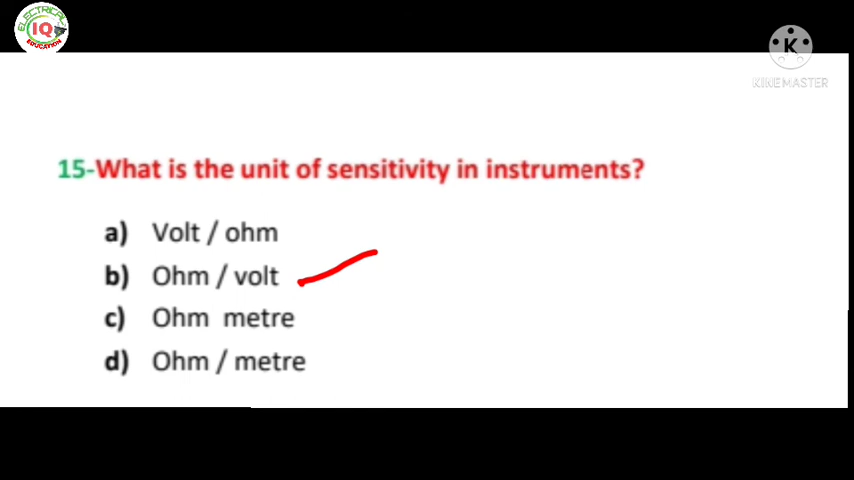 ELECTRICAL
IQ
EDUCATION
K
KINEMASTER
15-What is the unit of sensitivity in instruments?
a) Volt / ohm
b) Ohm / volt
c) Ohm metre
d) Ohm / metre